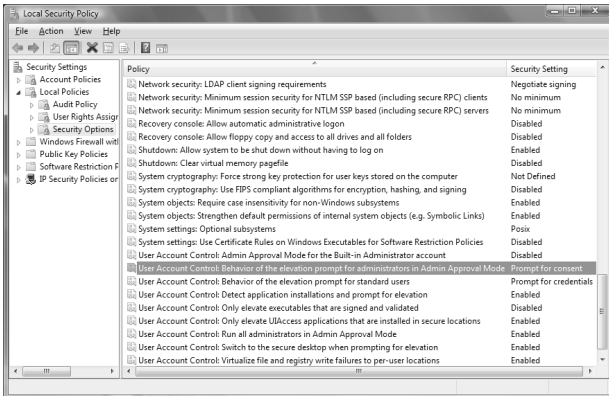 Local Security Policy
File Action View Help
Security Settings
Account Policies
Local Policies
Audit Policy
User Rights Assigr
Security Options
Windows Firewall witl
Public Key Policies
Software Restriction P
IP Security Policies or
Policy Security Setting
Network security: LDAP client signing requirements Negotiate signing
Network security: Minimum session security for NTLM SSP based (including secure RPC) clients No minimum
Network security: Minimum session security for NTLM SSP based (including secure RPC) servers No minimum
Recovery console: Allow automatic administrative logon Disabled
Recovery console: Allow floppy copy and access to all drives and all folders Disabled
Shutdown: Allow system to be shut down without having to log on Enabled
Shutdown: Clear virtual memory pagefile Disabled
System cryptography: Force strong key protection for user keys stored on the computer Not Defined
System cryptography: Use FIPS compliant algorithms for encryption, hashing, and signing Disabled
System objects: Require case insensitivity for non-Windows subsystems Enabled
System objects: Strengthen default permissions of internal system objects (e.g. Symbolic Links) Enabled
System settings: Optional subsystems Posix
System settings: Use Certificate Rules on Windows Executables for Software Restriction Policies Disabled
User Account Control: Admin Approval Mode for the Built-in Administrator account Disabled
User Account Control: Behavior of the elevation prompt for administrators in Admin Approval Mode Prompt for consent
User Account Control: Behavior of the elevation prompt for standard users Prompt for credentials
User Account Control: Detect application installations and prompt for elevation Enabled
User Account Control: Only elevate executables that are signed and validated Disabled
User Account Control: Only elevate UIAccess applications that are installed in secure locations Enabled
User Account Control: Run all administrators in Admin Approval Mode Enabled
User Account Control: Switch to the secure desktop when prompting for elevation Enabled
User Account Control: Virtualize file and registry write failures to per-user locations Enabled